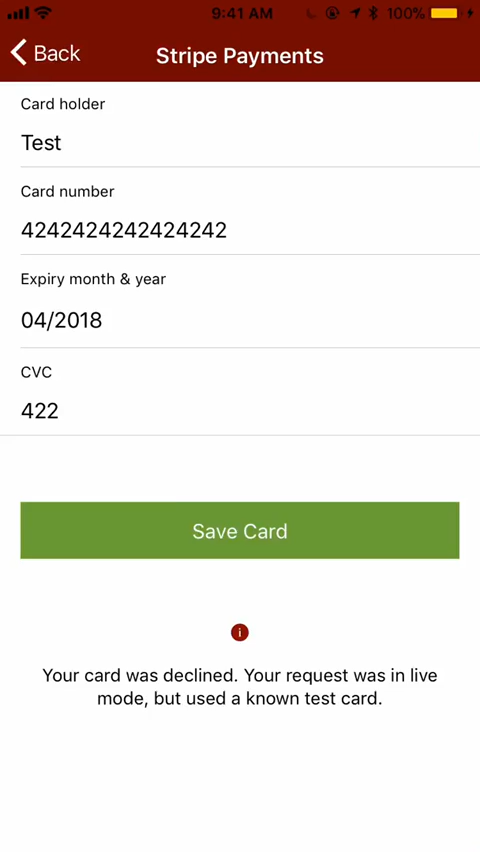 9:41 AM 100%
Back Stripe Payments
Card holder
Test
Card number
4242424242424242
Expiry month & year
04/2018
CVC
422
Save Card
i
Your card was declined. Your request was in live
mode, but used a known test card.